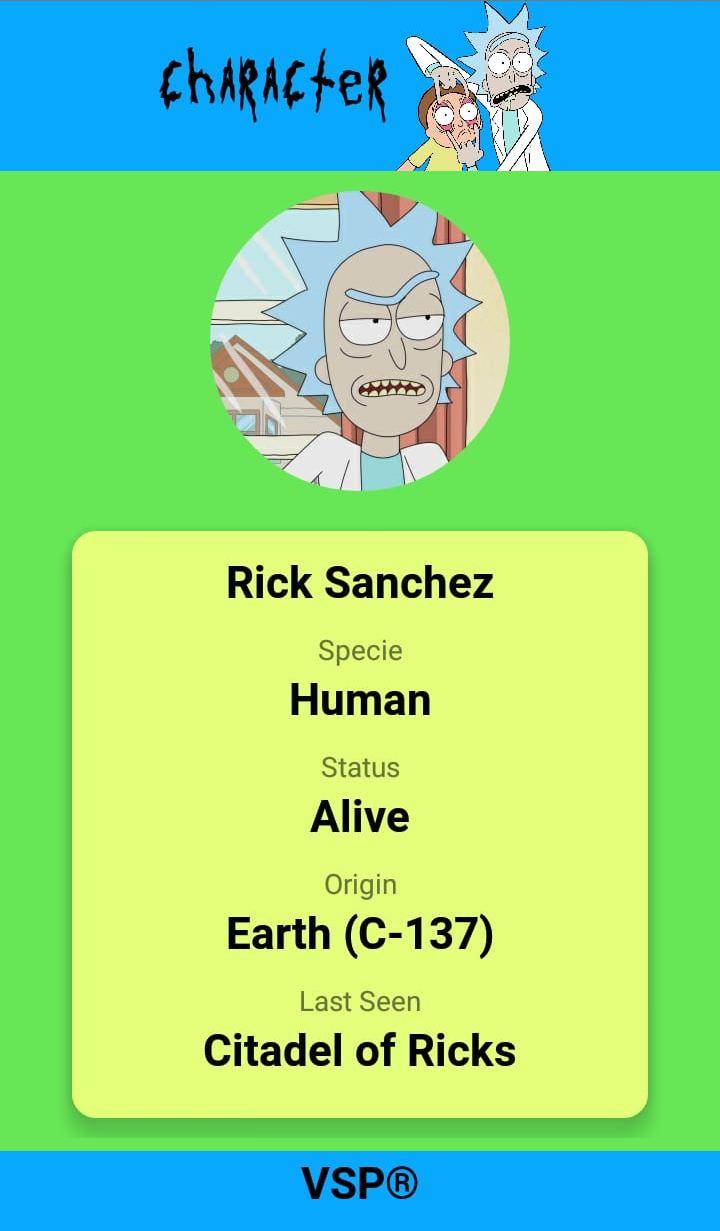 chARACteR
Rick Sanchez
Specie
Human
Status
Alive
Origin
Earth (C-137)
Last Seen
Citadel of Ricks
VSP®